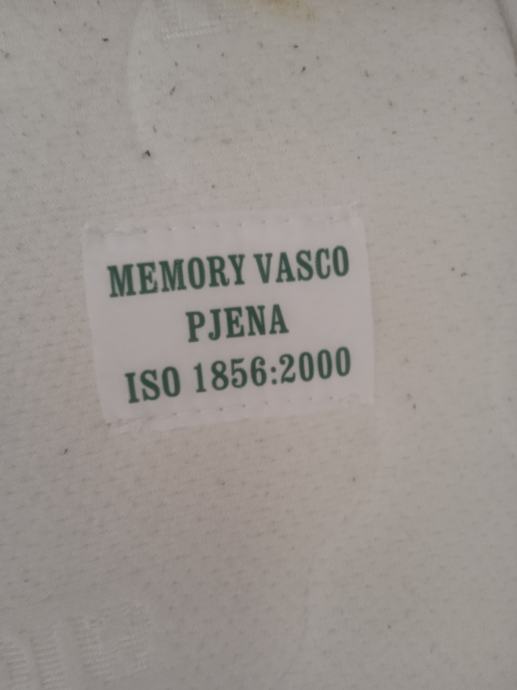 MEMORY VASCO
PJENA
ISO 1856:2000